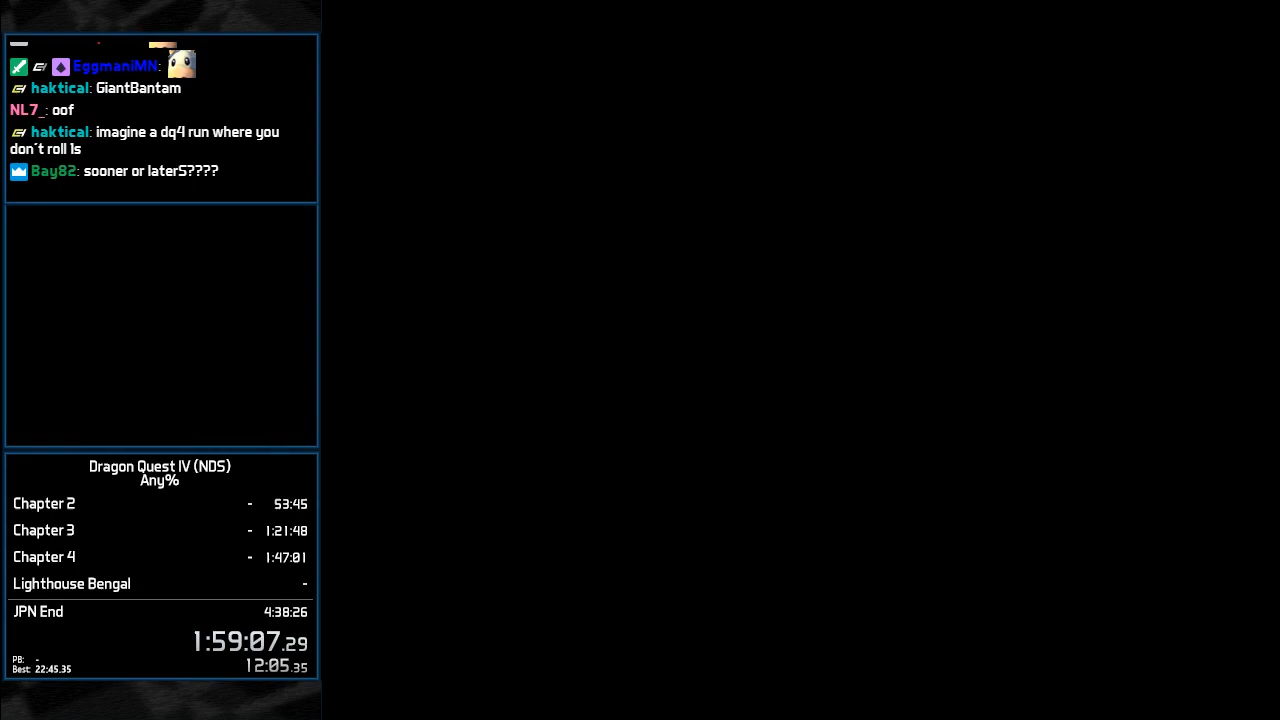 EggmaniMN:
haktical: GiantBantam
NL7_: oof
haktical: imagine a dq4 run where you
don't roll 1s
Bay82: sooner or laterS????
Dragon Quest IV (NDS)
Any%
Chapter 2 - 53:45
Chapter 3 - 1:21:48
Chapter 4 - 1:47:01
Lighthouse Bengal -
JPN End 4:38:26
1:59:07.29
PB: -
Best: 22:45.35 12:05.35